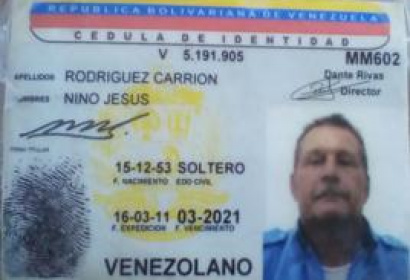 REPUBLICA BOLIVARIANA DE VENEZUELA
CEDULA DE IDENTIDAD
V 5.191.905 MM602
APELLIDOS RODRIGUEZ CARRION Dante Rivas
NOMBRES NINO JESUS Director
FIRMA TITULAR
15-12-53 SOLTERO
F. NACIMIENTO EDO CIVIL
16-03-11 03-2021
F. EXPEDICION F. VENCIMIENTO
VENEZOLANO